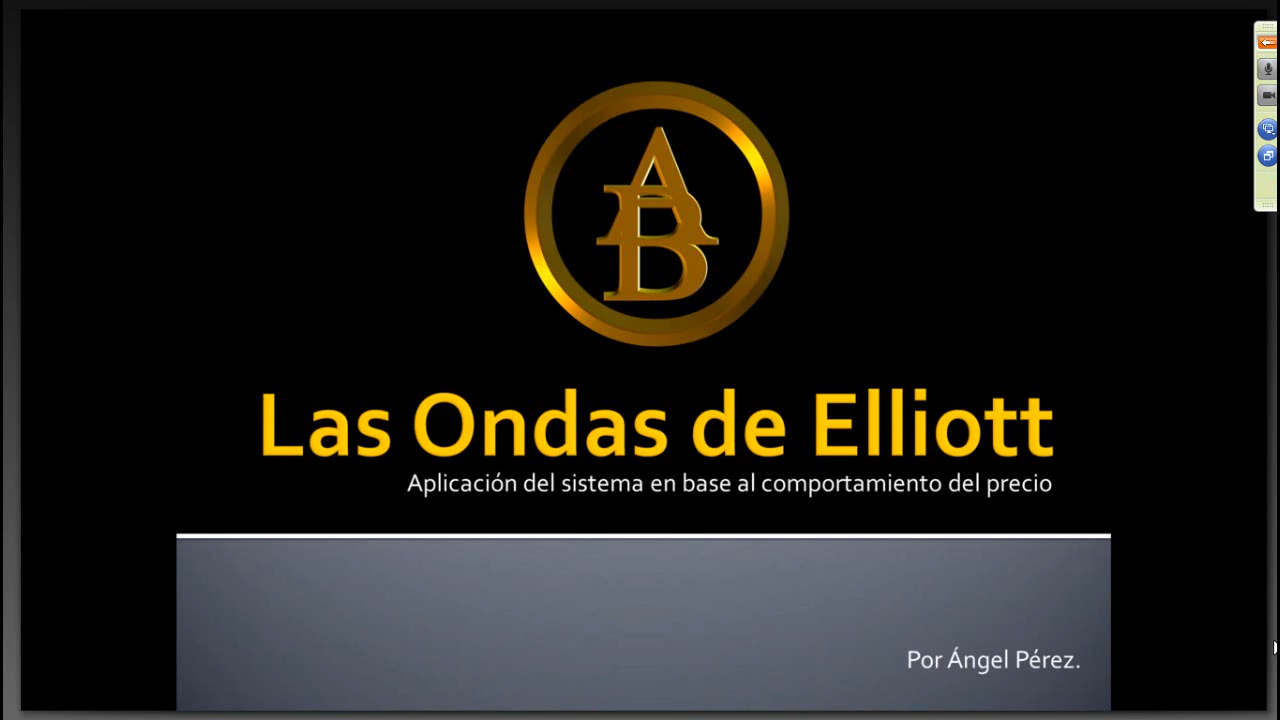 AB
Las Ondas de Elliott
Aplicación del sistema en base al comportamiento del precio
Por Ángel Pérez.